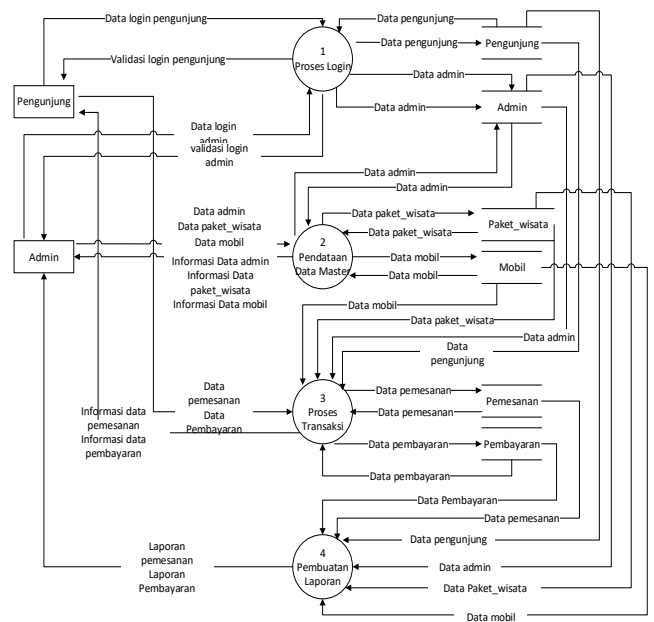 Data login pengunjung
Data pengunjung
1
Proses Login
Data pengunjung
Pengunjung
Validasi login pengunjung
Data admin
Pengunjung
Data admin
Admin
Data login
admin
validasi login
admin
Data admin
Data admin
Data admin
Data paket_wisata
Data mobil
Informasi Data admin
Informasi Data
paket_wisata
Informasi Data mobil
Admin
2
Pendataan
Data Master
Data paket_wisata
Data paket_wisata
Paket_wisata
Data mobil
Data mobil
Mobil
Data mobil
Data paket_wisata
Data admin
Data
pengunjung
Data
pemesanan
Data
Pembayaran
Informasi data
pemesanan
Informasi data
pembayaran
3
Proses
Transaksi
Data pemesanan
Data pemesanan
Pemesanan
Data pembayaran
Pembayaran
Data pembayaran
Data Pembayaran
Data pemesanan
Data pengunjung
4
Pembuatan
Laporan
Laporan
pemesanan
Laporan
Pembayaran
Data admin
Data Paket_wisata
Data mobil